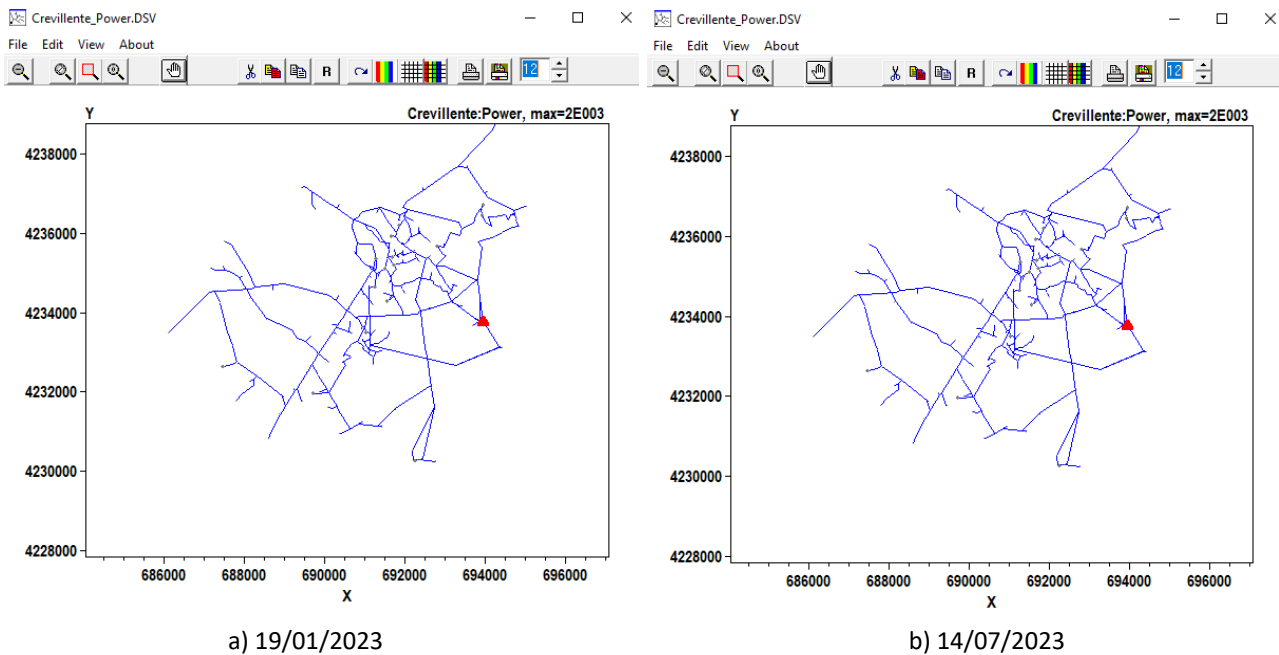 Crevillente_Power.DSV
File Edit View About
R
12
Y
Crevillente:Power, max=2E003
4238000
4236000
4234000
4232000
4230000
4228000
686000 688000 690000 692000 694000 696000
X
a) 19/01/2023
Crevillente_Power.DSV
File Edit View About
R
12
Y
Crevillente:Power, max=2E003
4238000
4236000
4234000
4232000
4230000
4228000
686000 688000 690000 692000 694000 696000
X
b) 14/07/2023